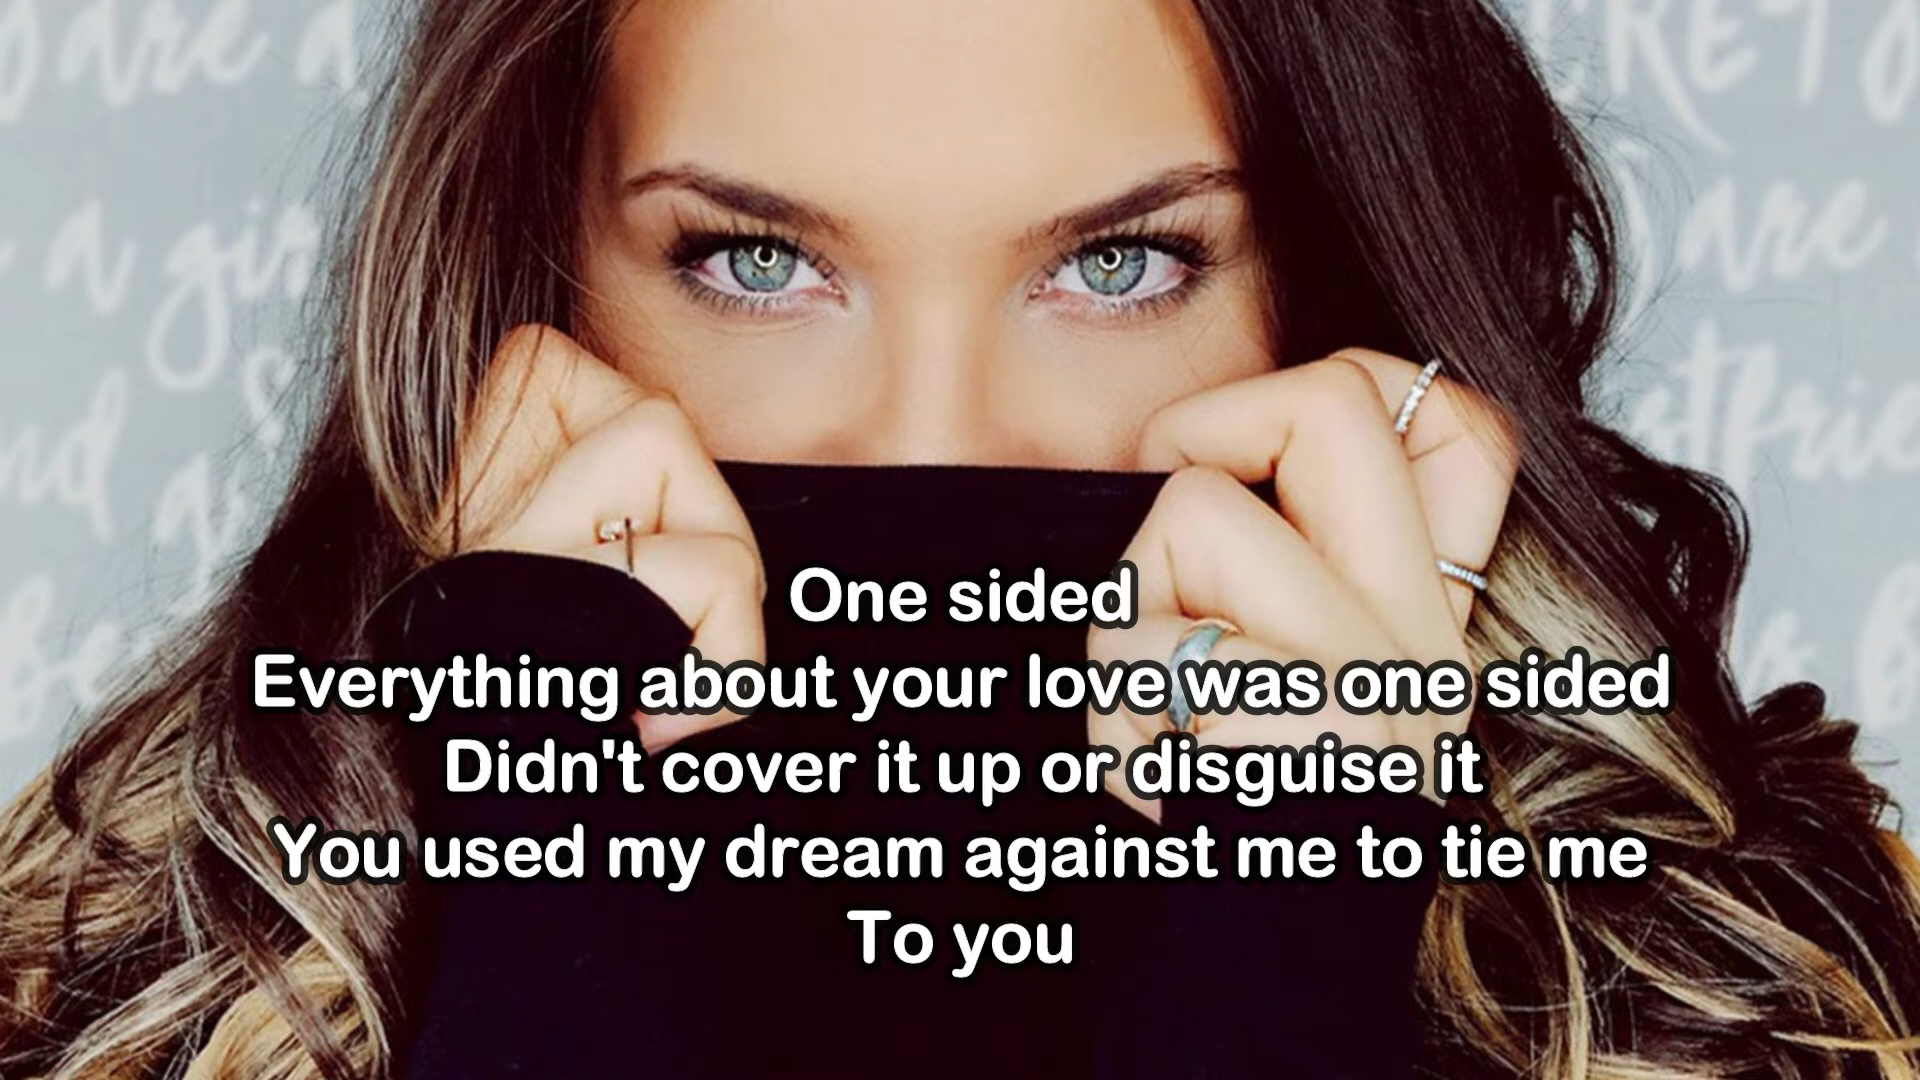 One sided
Everything about your love was one sided
Didn't cover it up or disguise it
You used my dream against me to tie me
To you